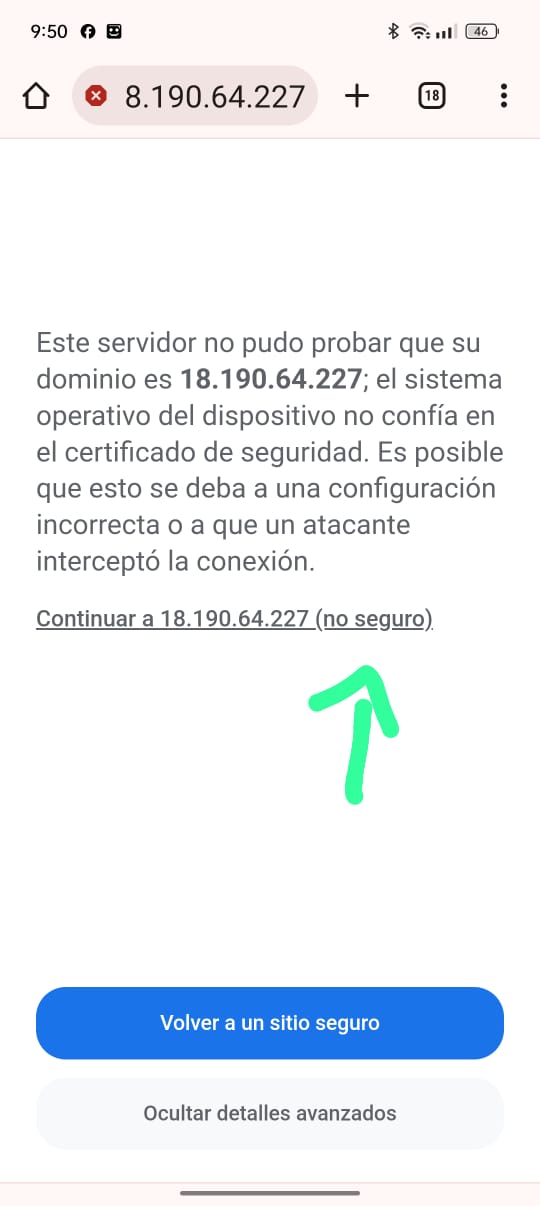 9:50
46
8.190.64.227
18
Este servidor no pudo probar que su
dominio es 18.190.64.227; el sistema
operativo del dispositivo no confía en
el certificado de seguridad. Es posible
que esto se deba a una configuración
incorrecta o a que un atacante
interceptó la conexión.
Continuar a 18.190.64.227 (no seguro)
Volver a un sitio seguro
Ocultar detalles avanzados